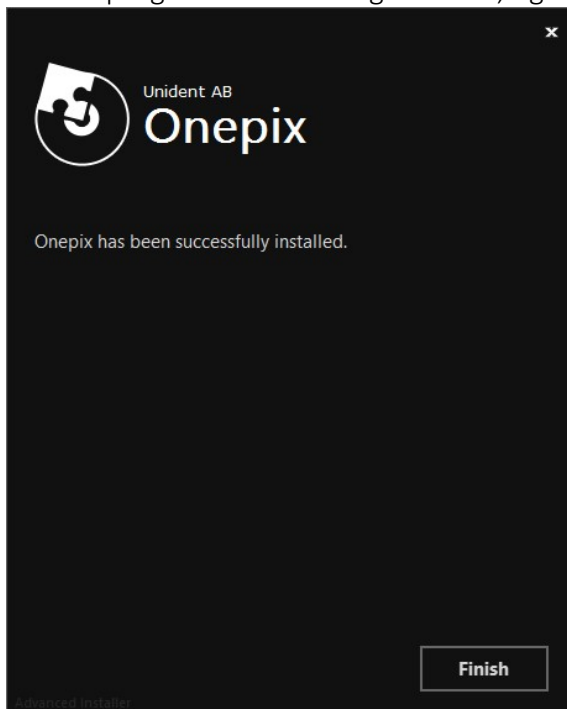 x
Unident AB
Onepix
Onepix has been successfully installed.
Finish
Advanced Installer